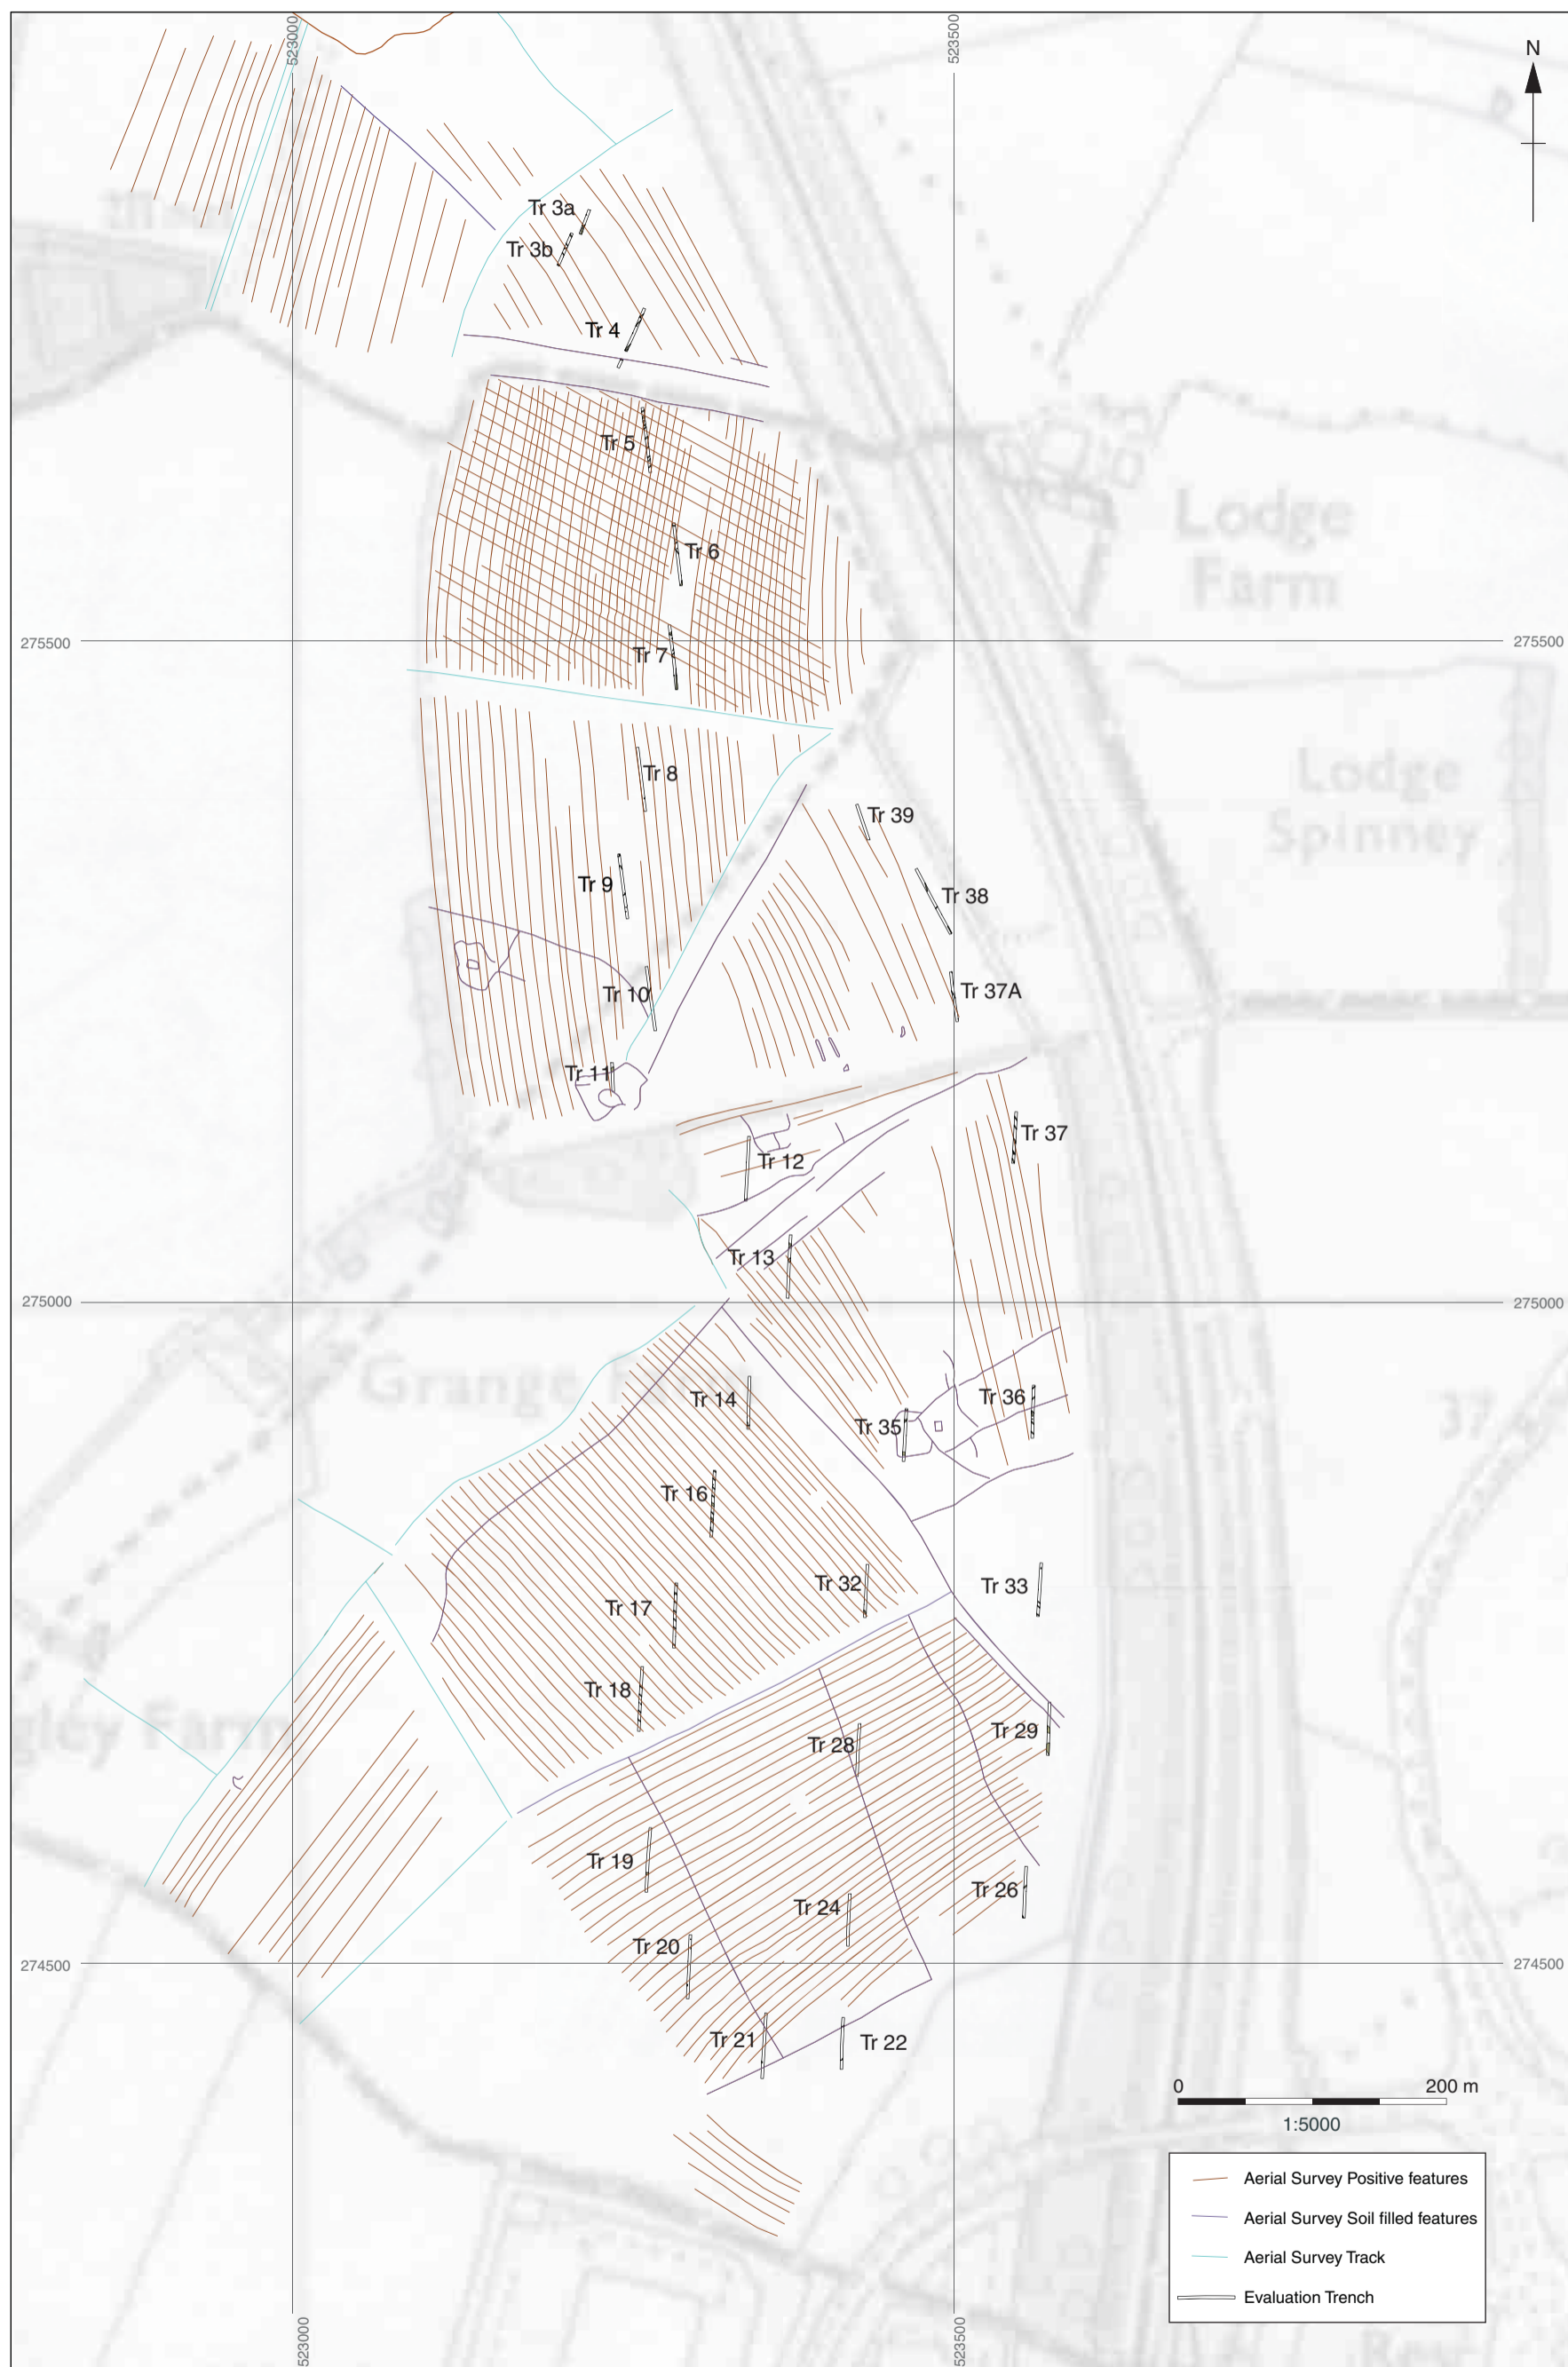 523000
523500
N
Tr 3a
Tr 3b
Tr 4
Tr 5
Lodge
Farm
Tr 6
275500
275500
Tr 7
Tr 8
Lodge
Spinney
Tr 39
Tr 9
Tr 38
Tr 10
Tr 37A
Tr 11
Tr 37
Tr 12
Tr 13
275000
275000
Grange
Tr 14
Tr 36
Tr 35
Tr 16
Tr 32
Tr 33
Tr 17
Tr 18
gley Farm
Tr 28
Tr 29
Tr 19
Tr 26
Tr 24
Tr 20
274500
274500
Tr 21
Tr 22
0
200 m
1:5000
Aerial Survey Positive features
Aerial Survey Soil filled features
Aerial Survey Track
Evaluation Trench
523000
523500